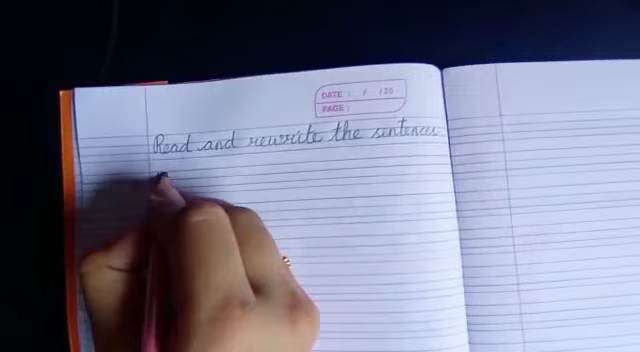 DATE : / /20
PAGE :
Read and rewrite the sentences